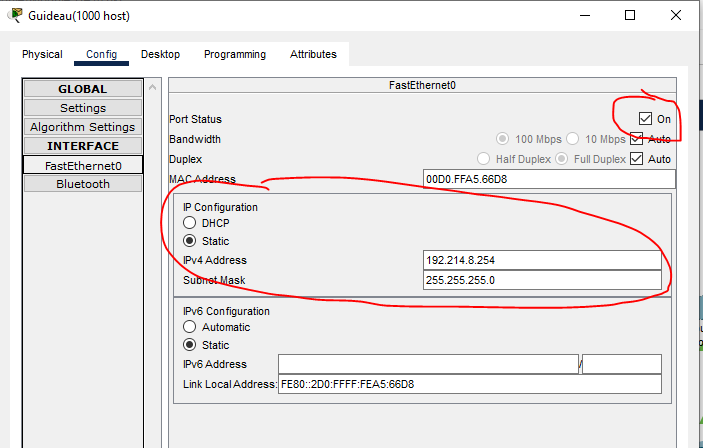 Guideau(1000 host)
Physical Config Desktop Programming Attributes
GLOBAL
Settings
Algorithm Settings
INTERFACE
FastEthernet0
Bluetooth
FastEthernet0
Port Status On
Bandwidth 100 Mbps 10 Mbps Auto
Duplex Half Duplex Full Duplex Auto
MAC Address 00D0.FFA5.66D8
IP Configuration
DHCP
Static
IPv4 Address 192.214.8.254
Subnet Mask 255.255.255.0
IPv6 Configuration
Automatic
Static
IPv6 Address /
Link Local Address: FE80::2D0:FFFF:FEA5:66D8